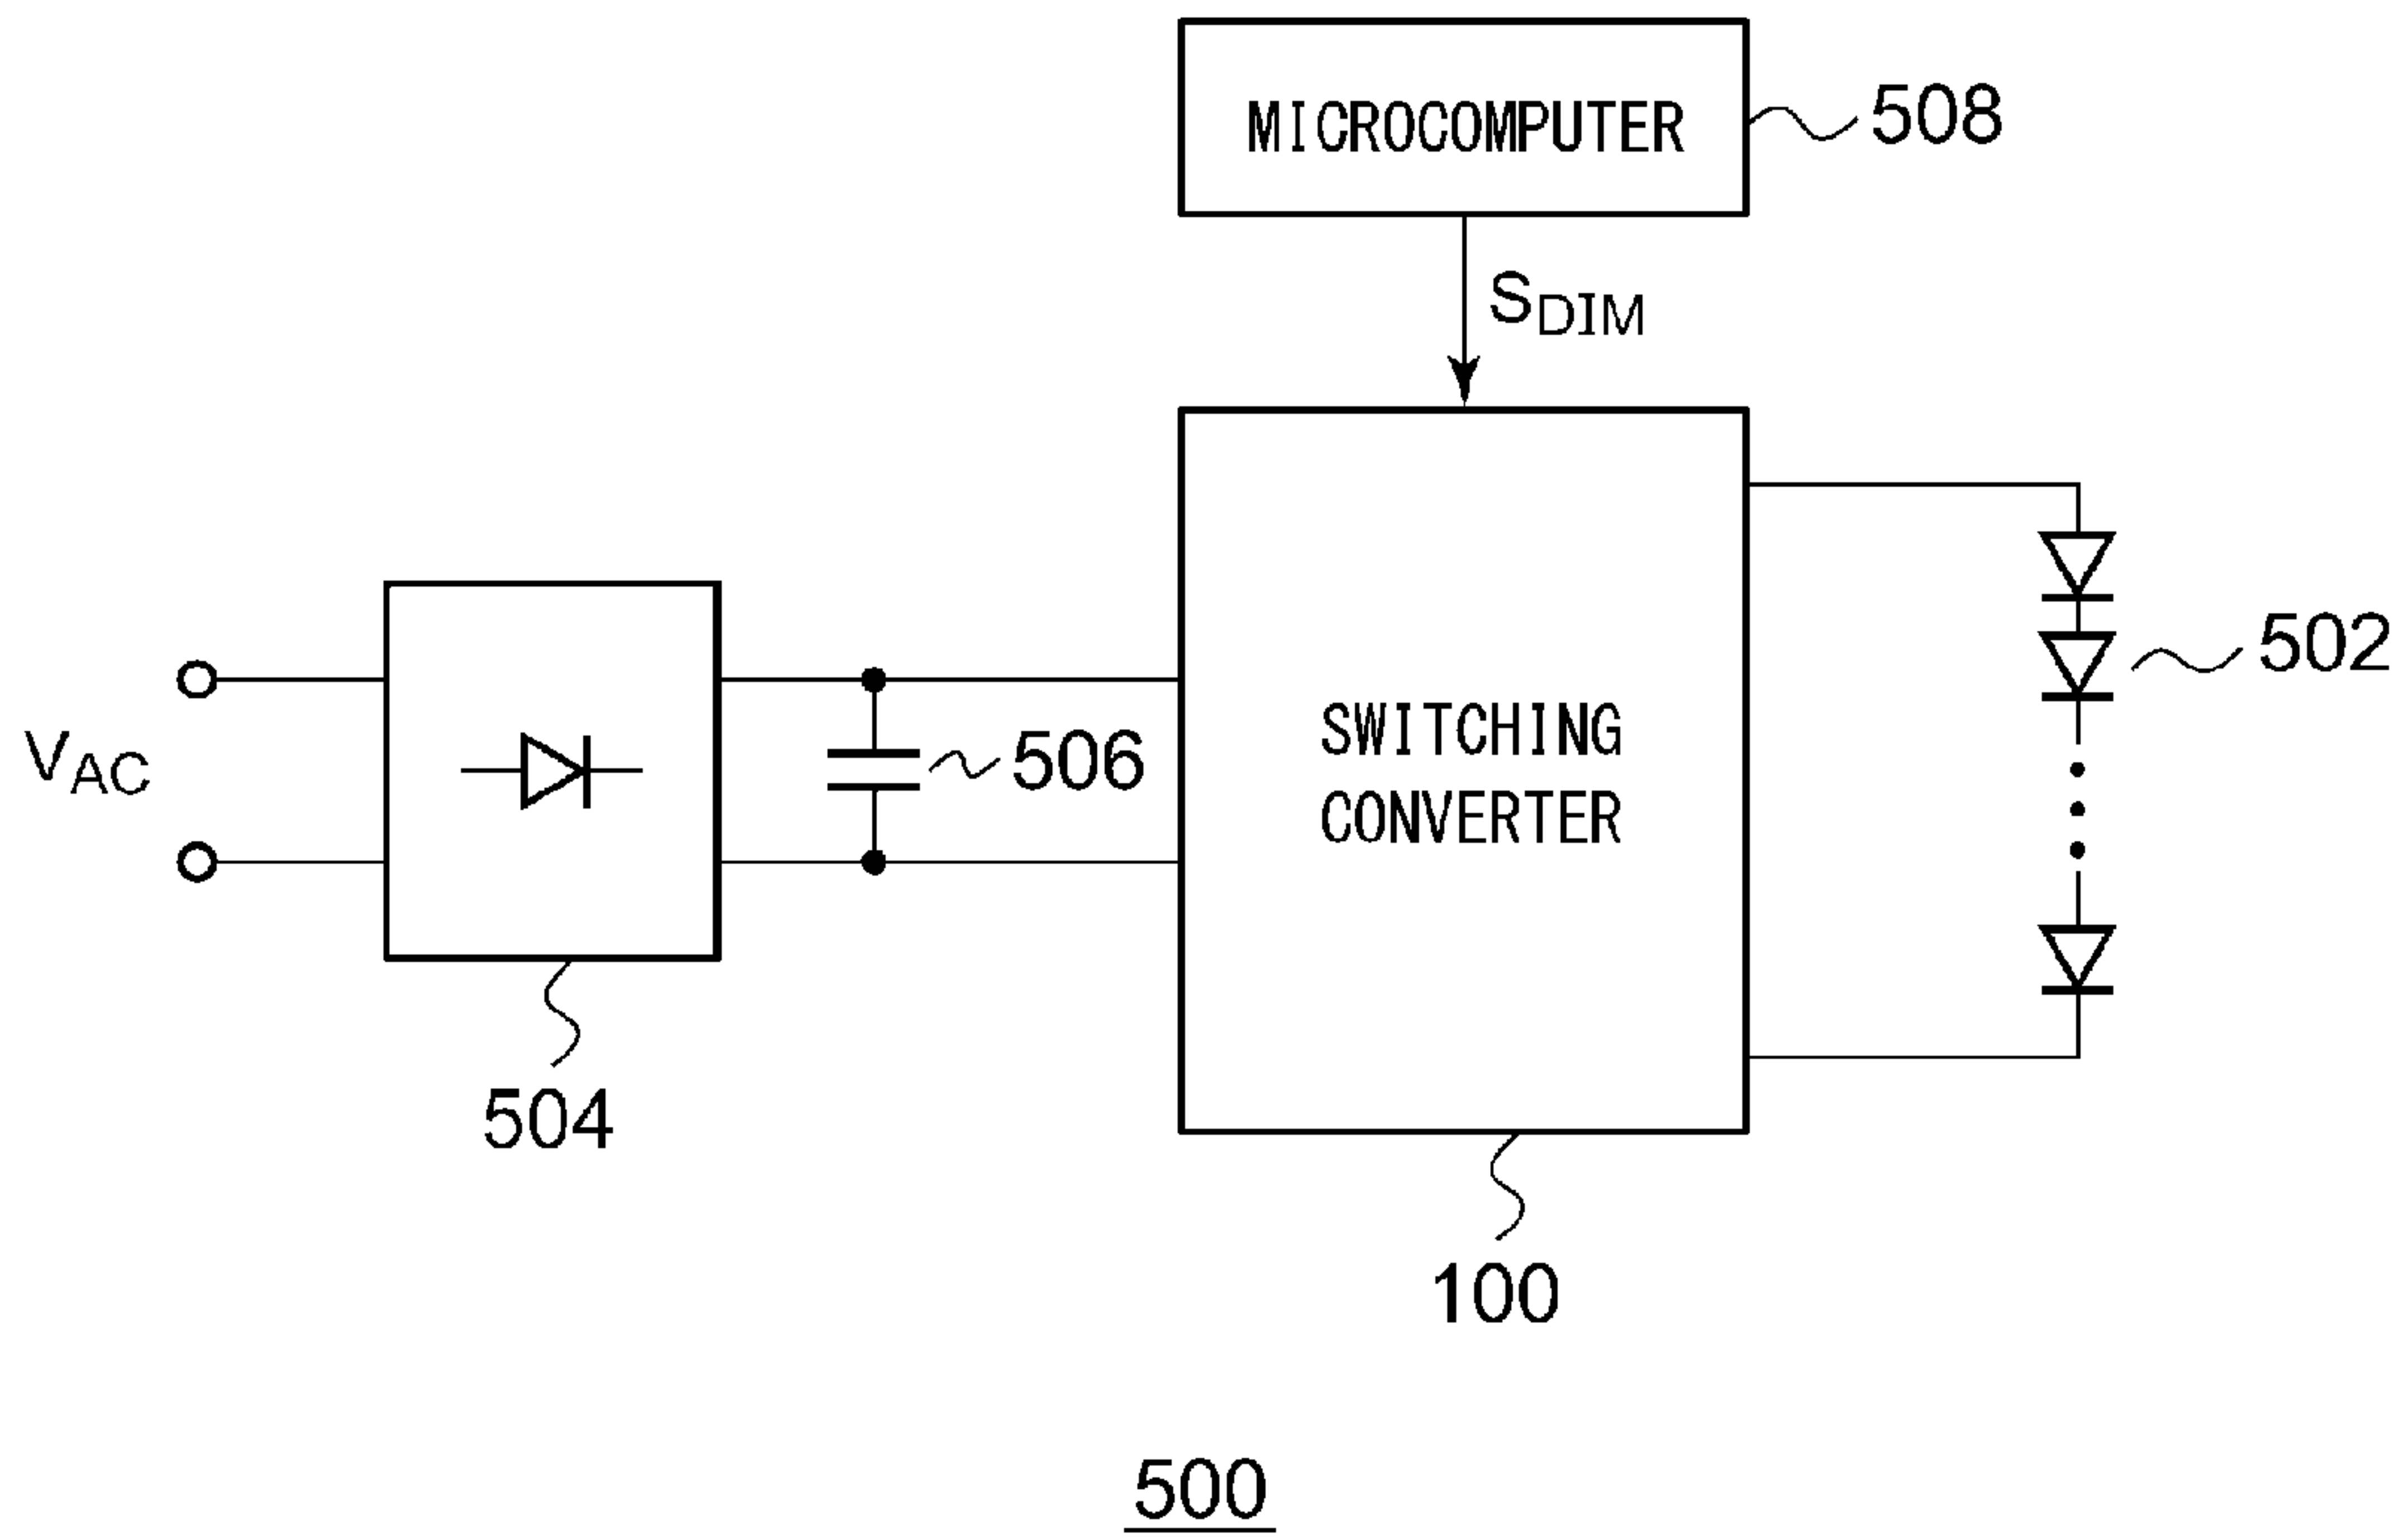 MICROCOMPUTER
508
SDIM
502
VAC
506
SWITCHING
CONVERTER
504
100
500